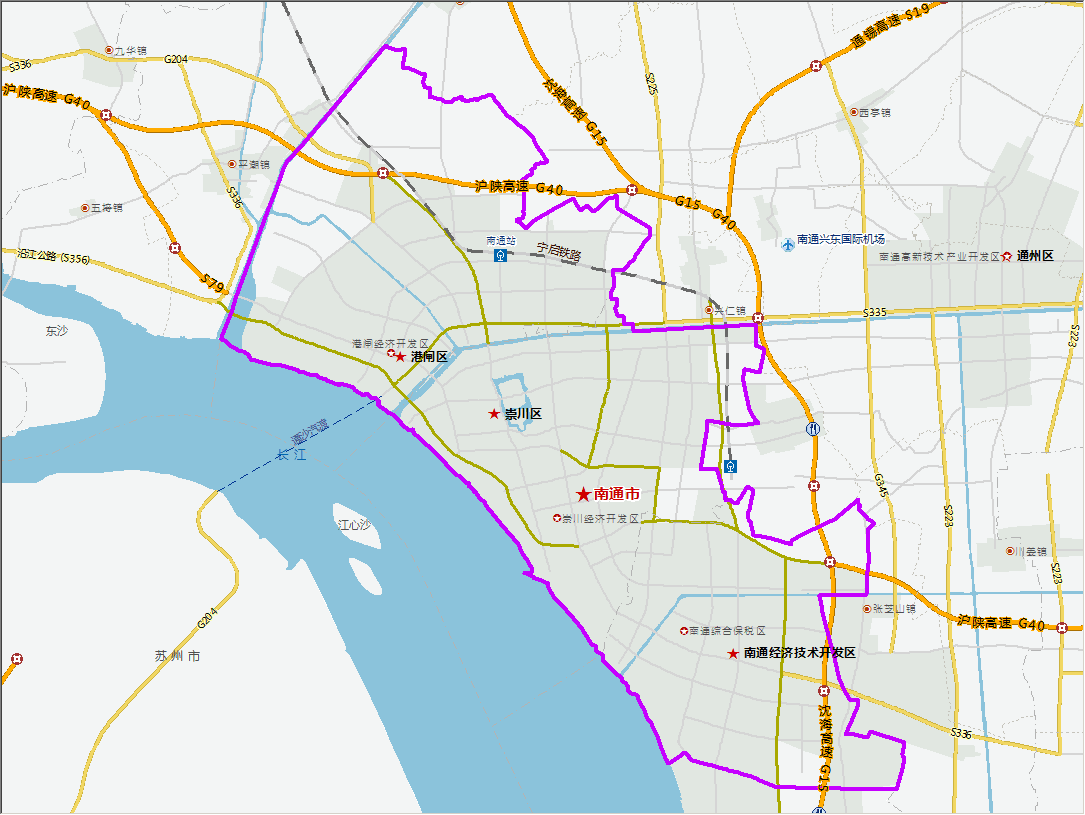 通锡高速 S19
九华镇
S336
G204
沪陕高速 G40
S225
沈海高速 G15
西亭镇
平潮镇
S336
沪陕高速 G40
G15 G40
五接镇
南通站
宁启铁路
南通兴东国际机场
沿江公路 (S356)
南通高新技术产业开发区
通州区
S79
兴仁镇
S335
东沙
港闸经济开发区
港闸区
S223
崇川区
通沙汽渡
长江
G345
南通市
S223
江心沙
崇川经济开发区
川姜镇
S223
张芝山镇
G204
沪陕高速 G40
南通综合保税区
苏州市
南通经济技术开发区
S336
沈海高速 G15